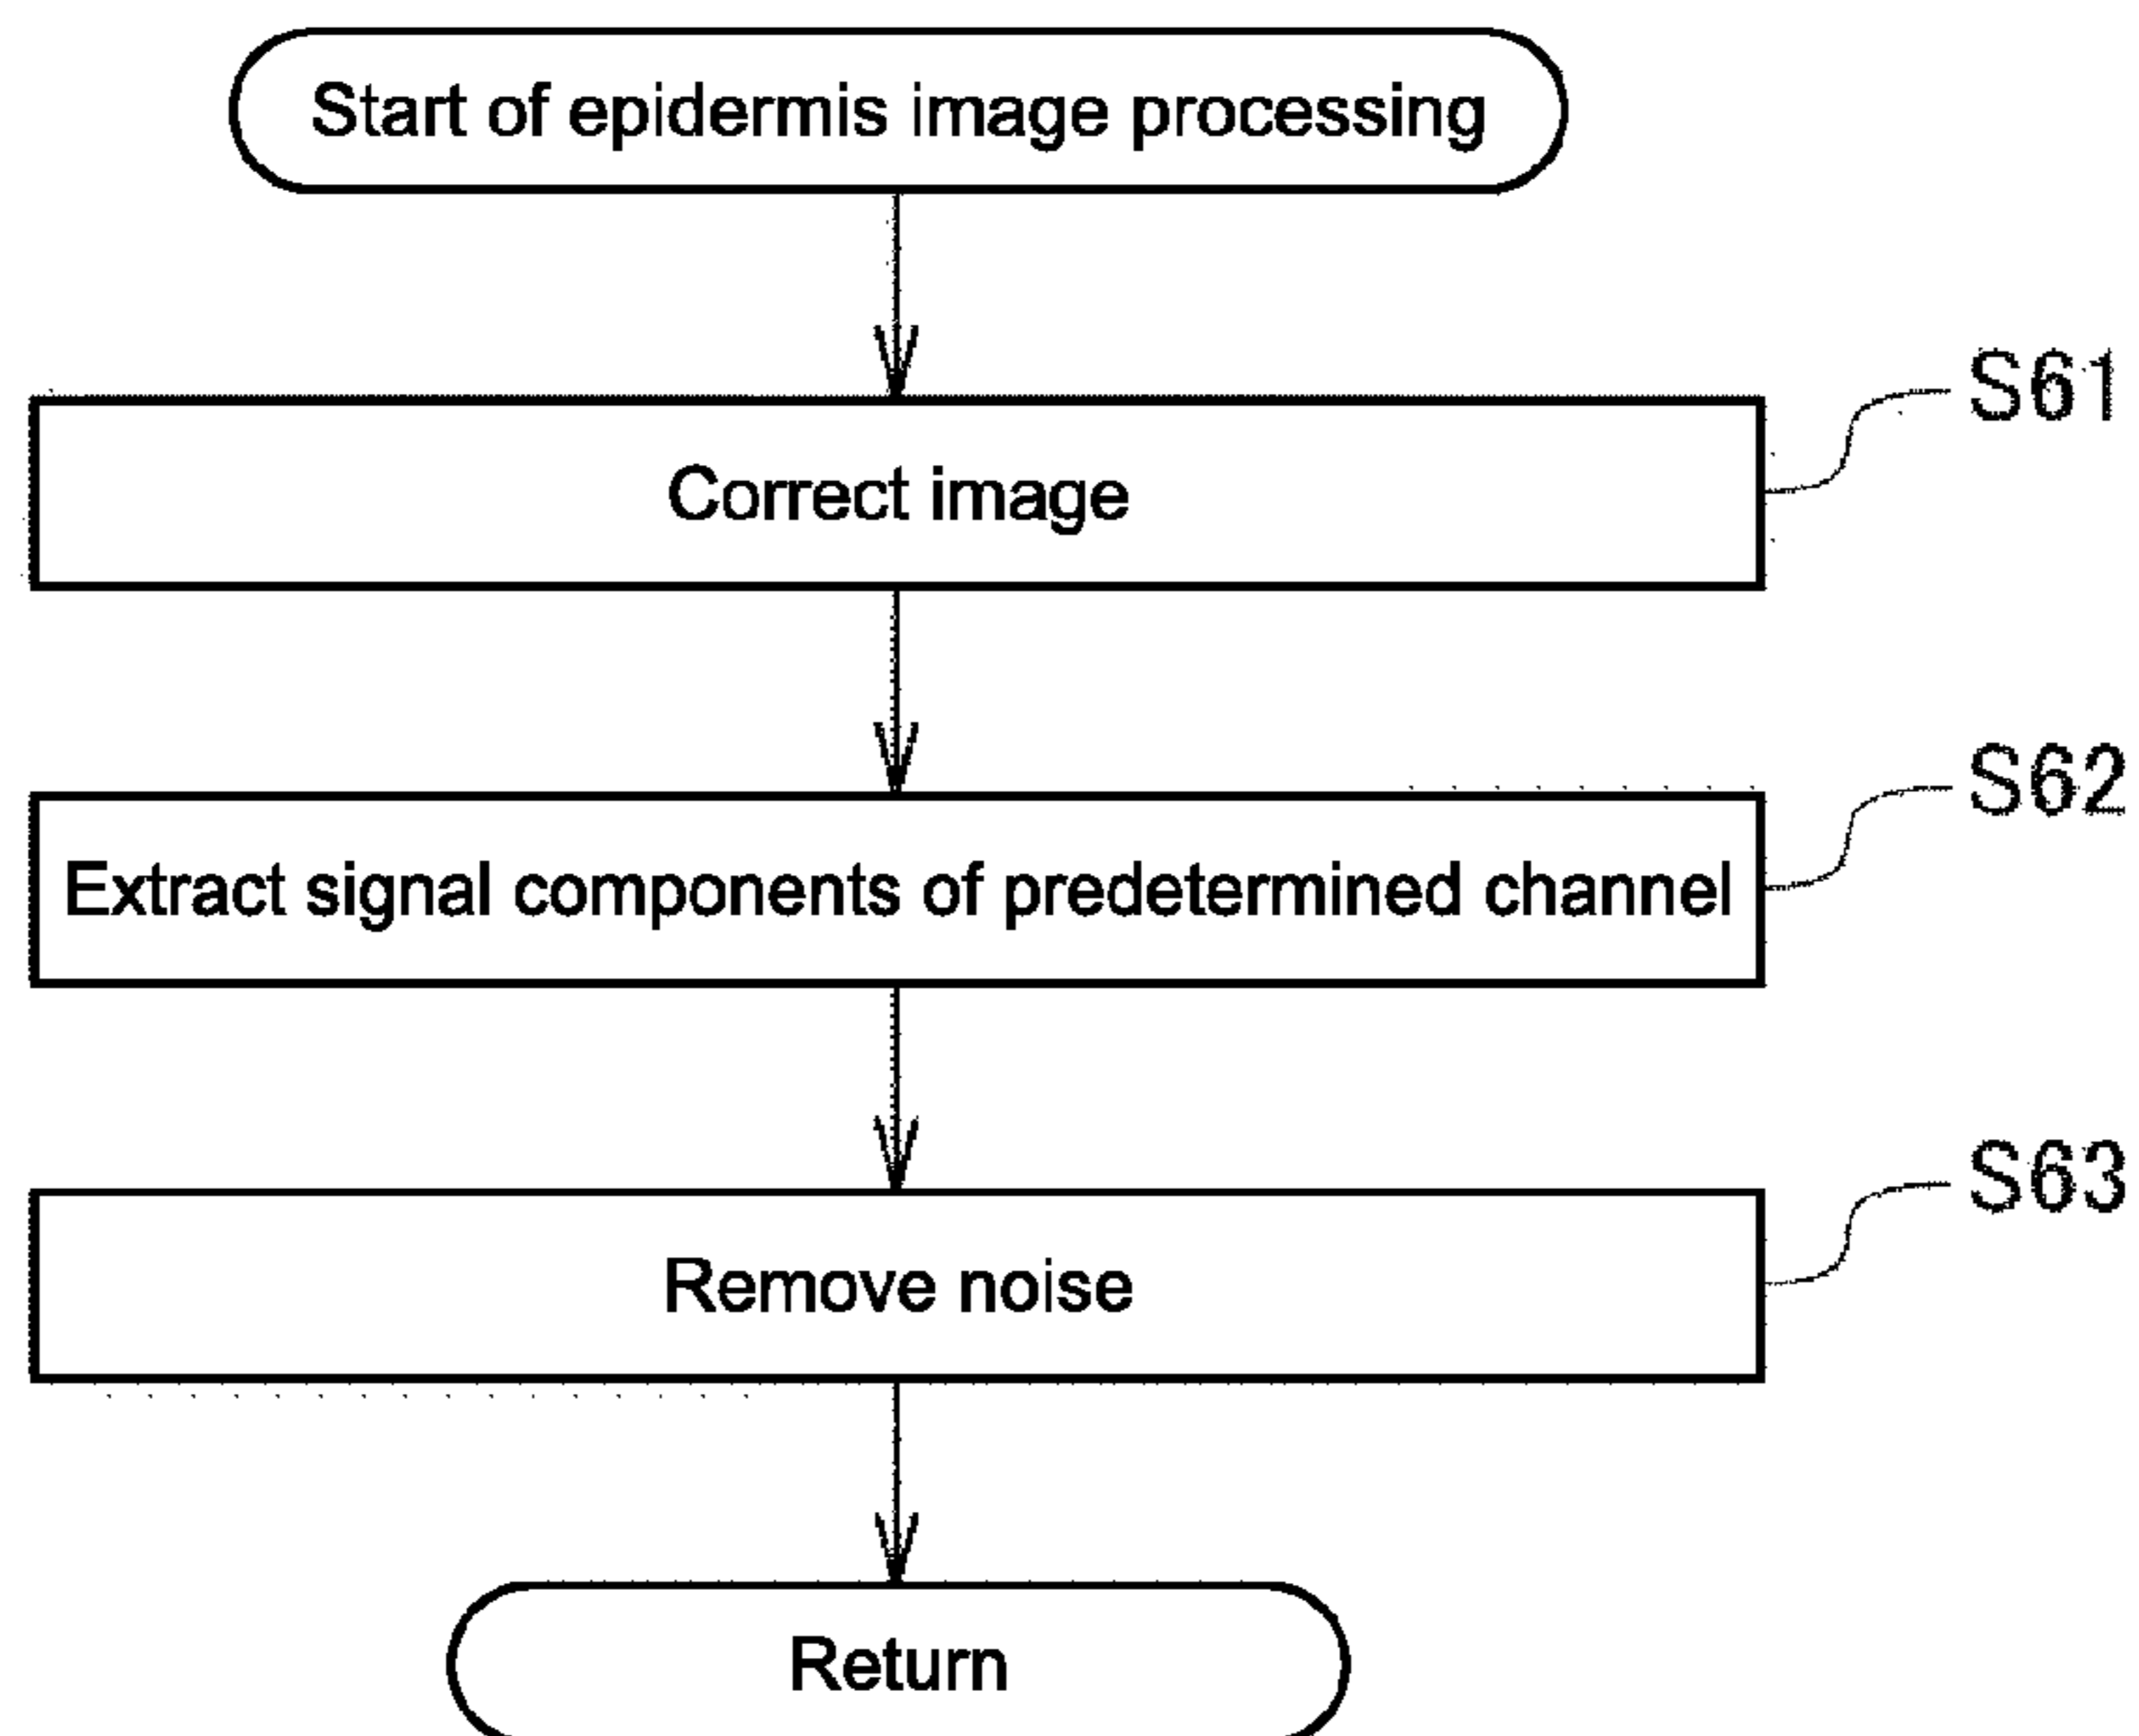 Start of epidermis image processing
S61
Correct image
S62
Extract signal components of predetermined channel
S63
Remove noise
Return